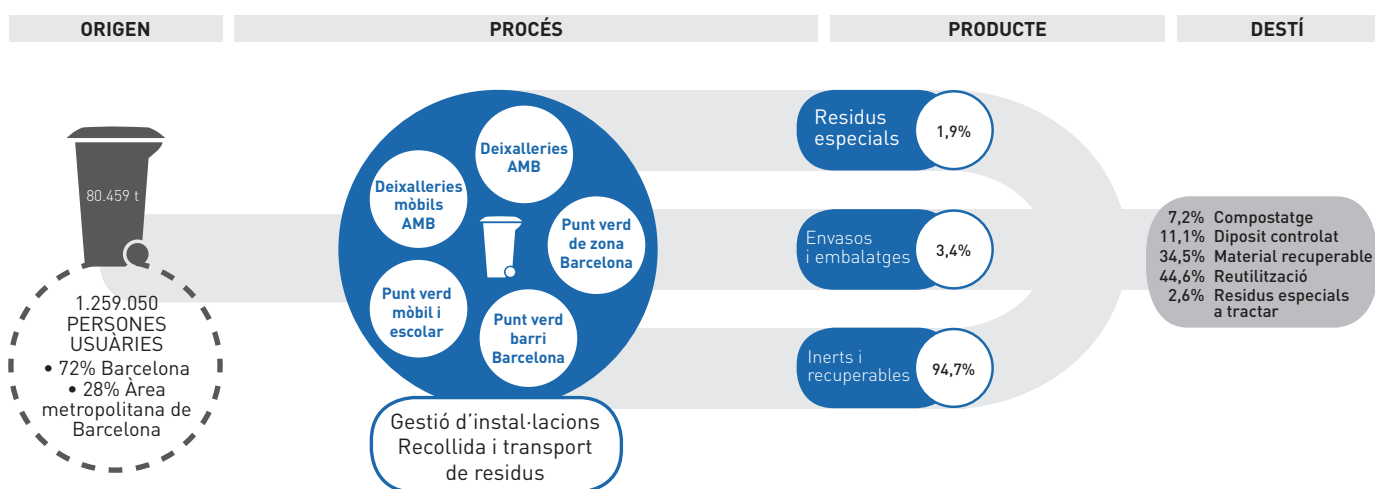 ORIGEN
PROCÉS
PRODUCTE
DESTÍ
80.459 t
1.259.050
PERSONES
USUÀRIES
• 72% Barcelona
• 28% Àrea
metropolitana de
Barcelona
Deixalleries
AMB
Deixalleries
mòbils
AMB
Punt verd
de zona
Barcelona
Punt verd
mòbil i
escolar
Punt verd
barri
Barcelona
Gestió d’instal·lacions
Recollida i transport
de residus
Residus
especials
1,9%
Envasos
i embalatges
3,4%
Inerts i
recuperables
94,7%
7,2% Compostatge
11,1% Diposit controlat
34,5% Material recuperable
44,6% Reutilització
2,6% Residus especials
a tractar